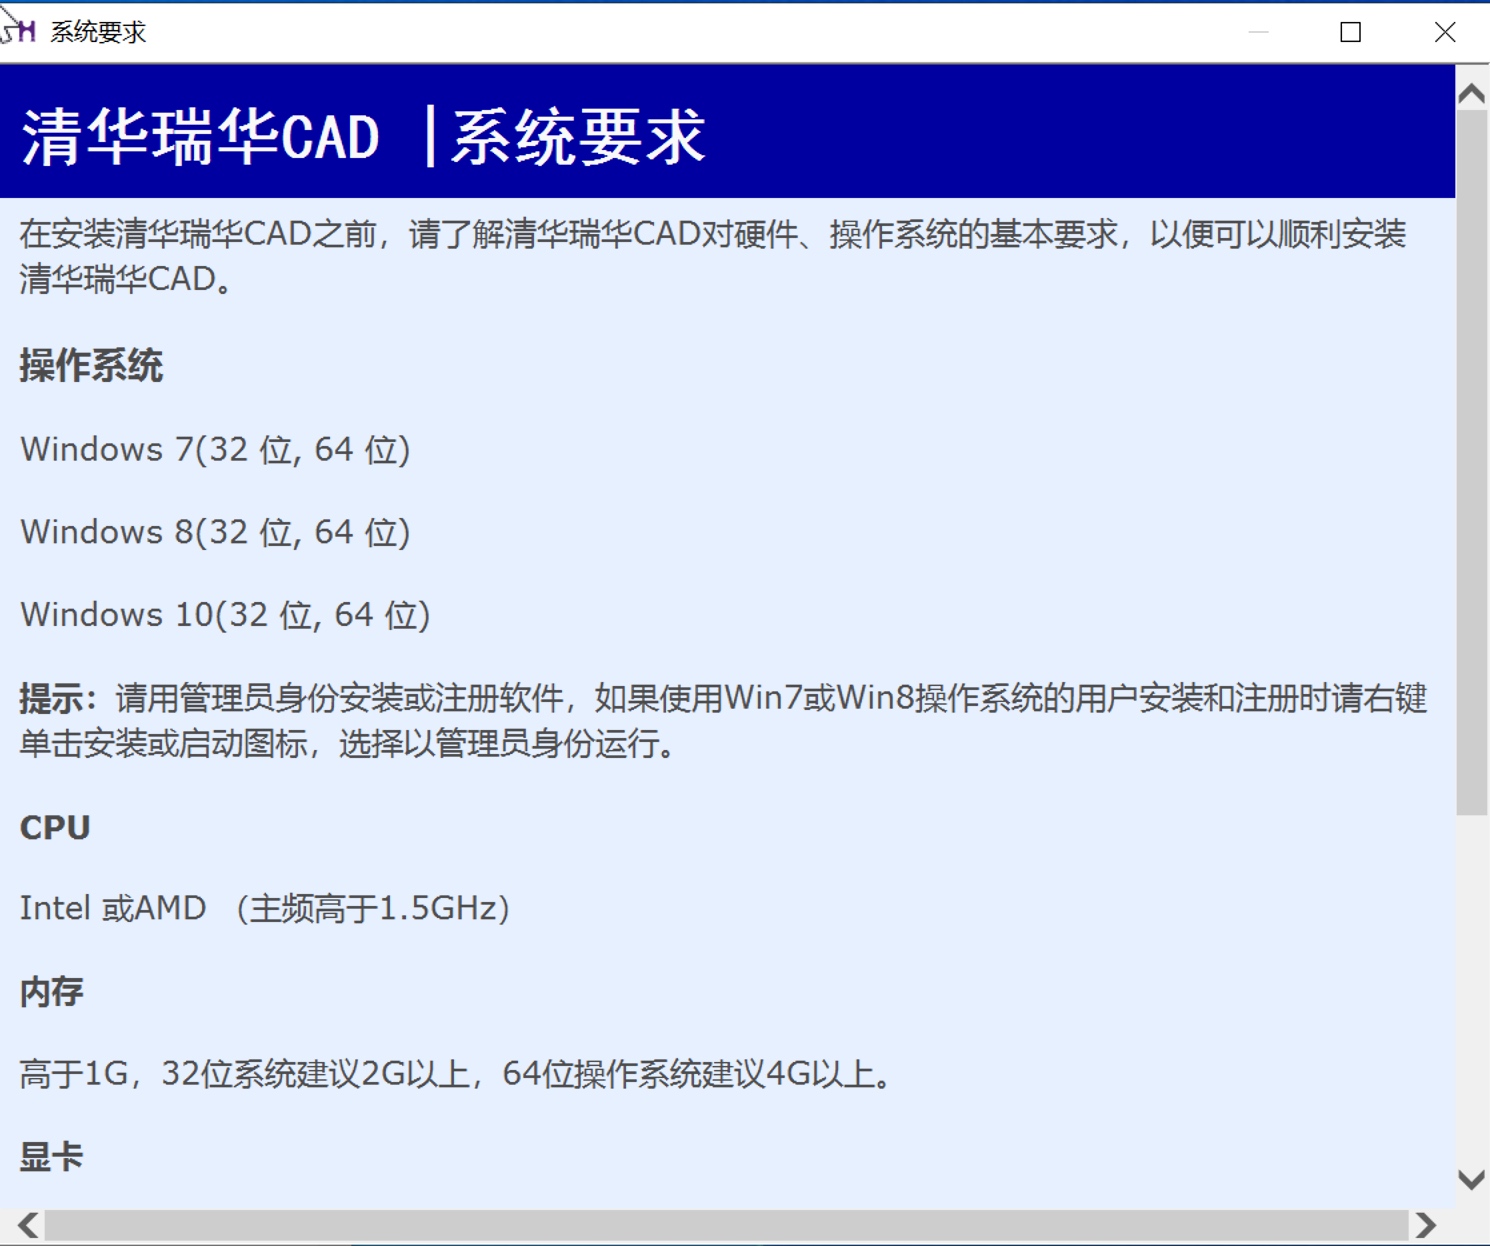 系统要求
清华瑞华CAD |系统要求
在安装清华瑞华CAD之前，请了解清华瑞华CAD对硬件、操作系统的基本要求，以便可以顺利安装
清华瑞华CAD。
操作系统
Windows 7(32 位, 64 位)
Windows 8(32 位, 64 位)
Windows 10(32 位, 64 位)
提示：请用管理员身份安装或注册软件，如果使用Win7或Win8操作系统的用户安装和注册时请右键
单击安装或启动图标，选择以管理员身份运行。
CPU
Intel 或AMD （主频高于1.5GHz）
内存
高于1G，32位系统建议2G以上，64位操作系统建议4G以上。
显卡